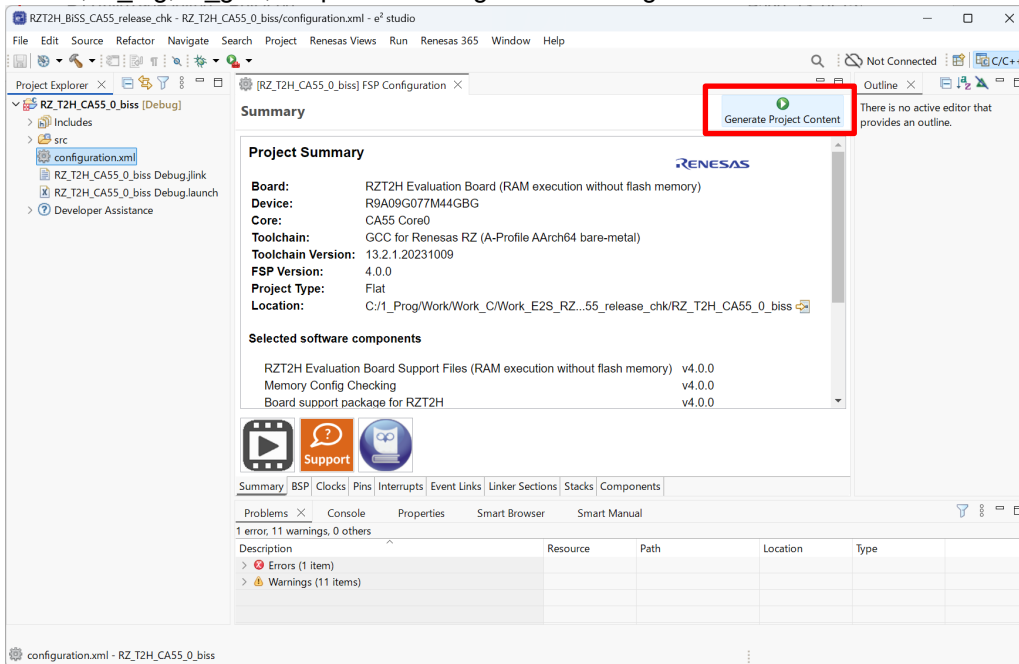 RZT2H_BiSS_CA55_release_chk - RZ_T2H_CA55_0_biss/configuration.xml - e² studio
File Edit Source Refactor Navigate Search Project Renesas Views Run Renesas 365 Window Help
Not Connected
C/C++
Project Explorer
[RZ_T2H_CA55_0_biss] FSP Configuration
Outline
RZ_T2H_CA55_0_biss [Debug]
Includes
src
configuration.xml
RZ_T2H_CA55_0_biss Debug.jlink
RZ_T2H_CA55_0_biss Debug.launch
Developer Assistance
Summary
Generate Project Content
There is no active editor that
provides an outline.
Project Summary
RENESAS
Board: RZT2H Evaluation Board (RAM execution without flash memory)
Device: R9A09G077M44GBG
Core: CA55 Core0
Toolchain: GCC for Renesas RZ (A-Profile AArch64 bare-metal)
Toolchain Version: 13.2.1.20231009
FSP Version: 4.0.0
Project Type: Flat
Location: C:/1_Prog/Work/Work_C/Work_E2S_RZ...55_release_chk/RZ_T2H_CA55_0_biss
Selected software components
RZT2H Evaluation Board Support Files (RAM execution without flash memory) v4.0.0
Memory Config Checking v4.0.0
Board support package for RZT2H v4.0.0
Support
Summary BSP Clocks Pins Interrupts Event Links Linker Sections Stacks Components
Problems Console Properties Smart Browser Smart Manual
1 error, 11 warnings, 0 others
Description Resource Path Location Type
Errors (1 item)
Warnings (11 items)
configuration.xml - RZ_T2H_CA55_0_biss